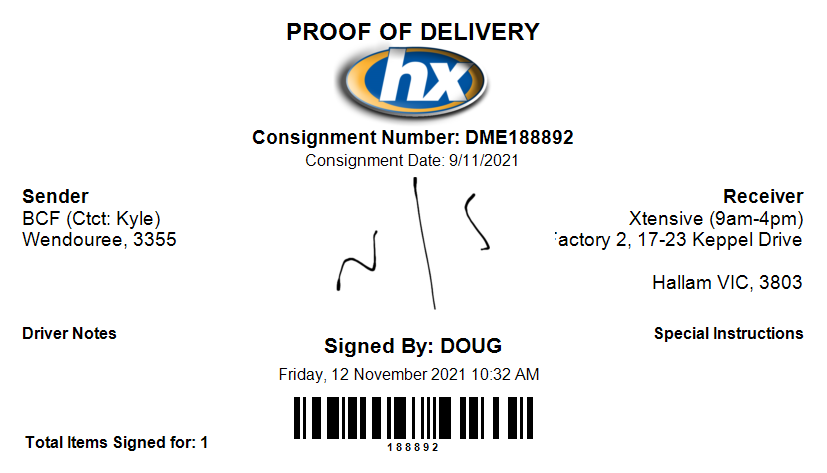 PROOF OF DELIVERY
hx
Consignment Number: DME188892
Consignment Date: 9/11/2021
Sender
BCF (Ctct: Kyle)
Wendouree, 3355
Receiver
Xtensive (9am-4pm)
actory 2, 17-23 Keppel Drive
Hallam VIC, 3803
N/S
Driver Notes
Special Instructions
Signed By: DOUG
Friday, 12 November 2021 10:32 AM
188892
Total Items Signed for: 1